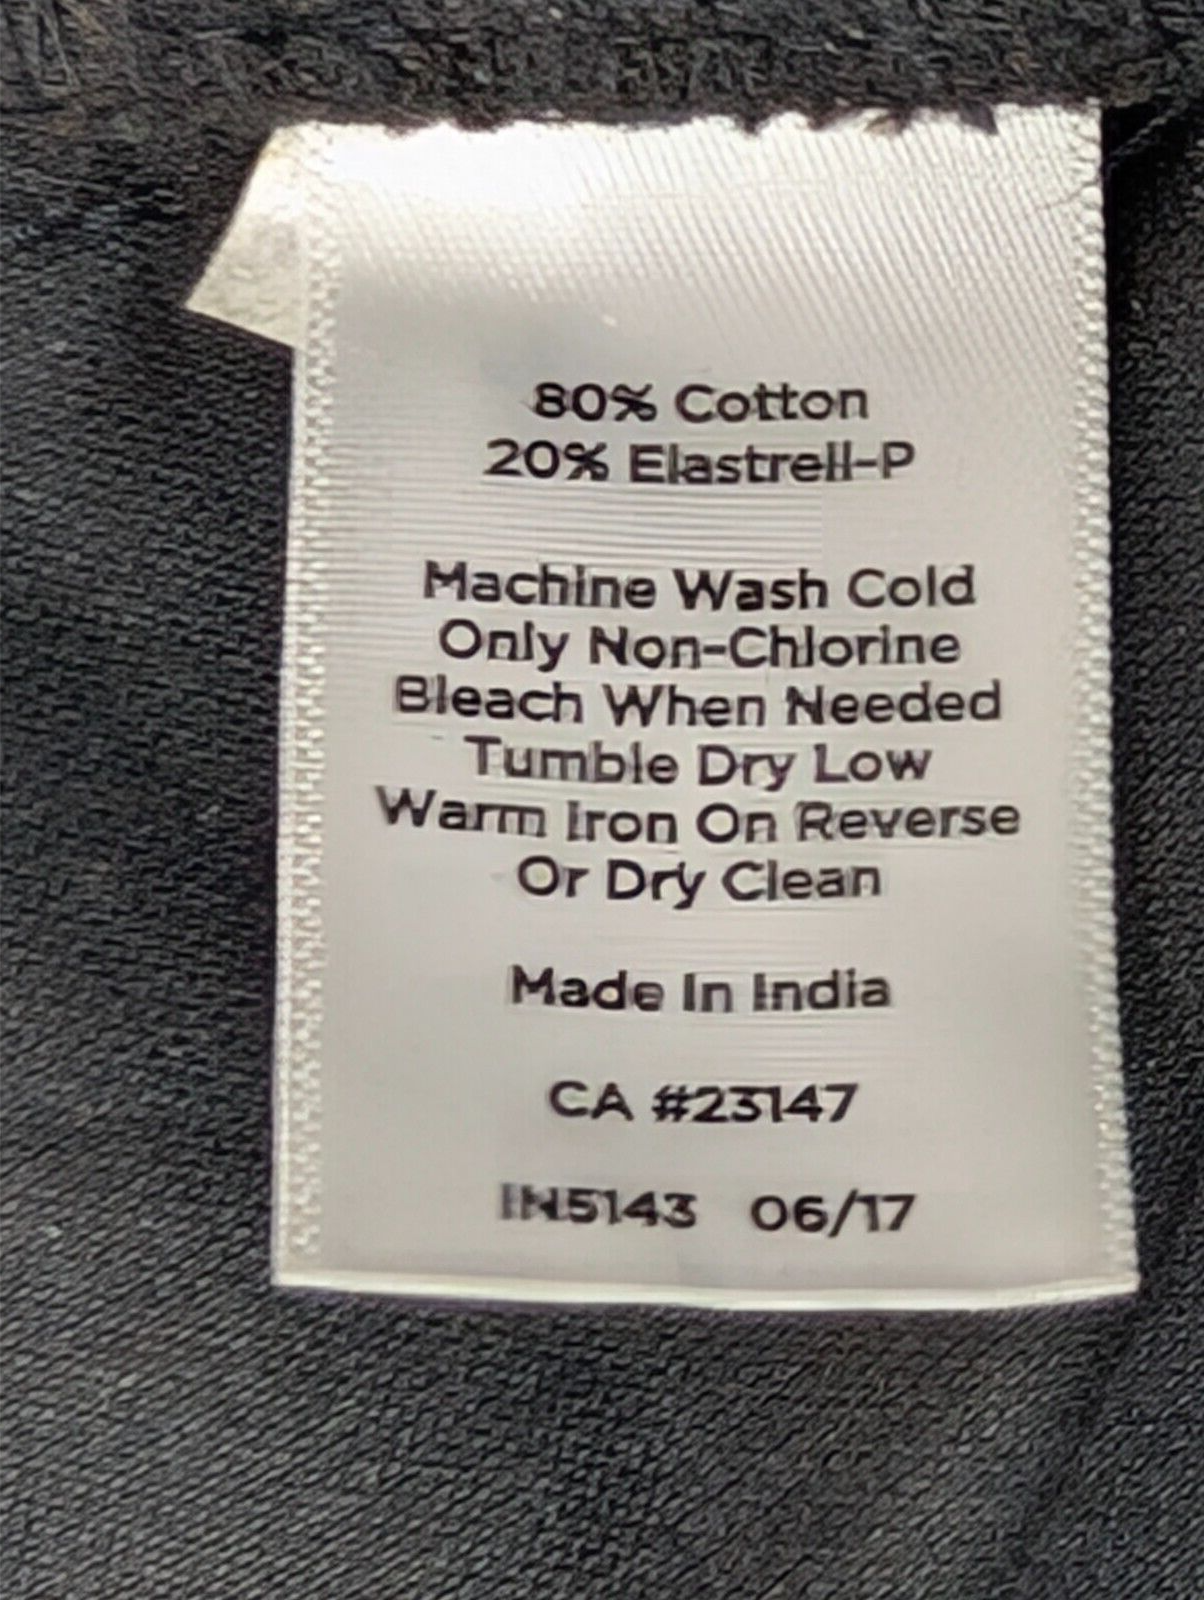 80% Cotton
20% Elastrell-P
Machine Wash Cold
Only Non-Chlorine
Bleach When Needed
Tumble Dry Low
Warm Iron On Reverse
Or Dry Clean
Made In India
CA #23147
IN5143 06/17